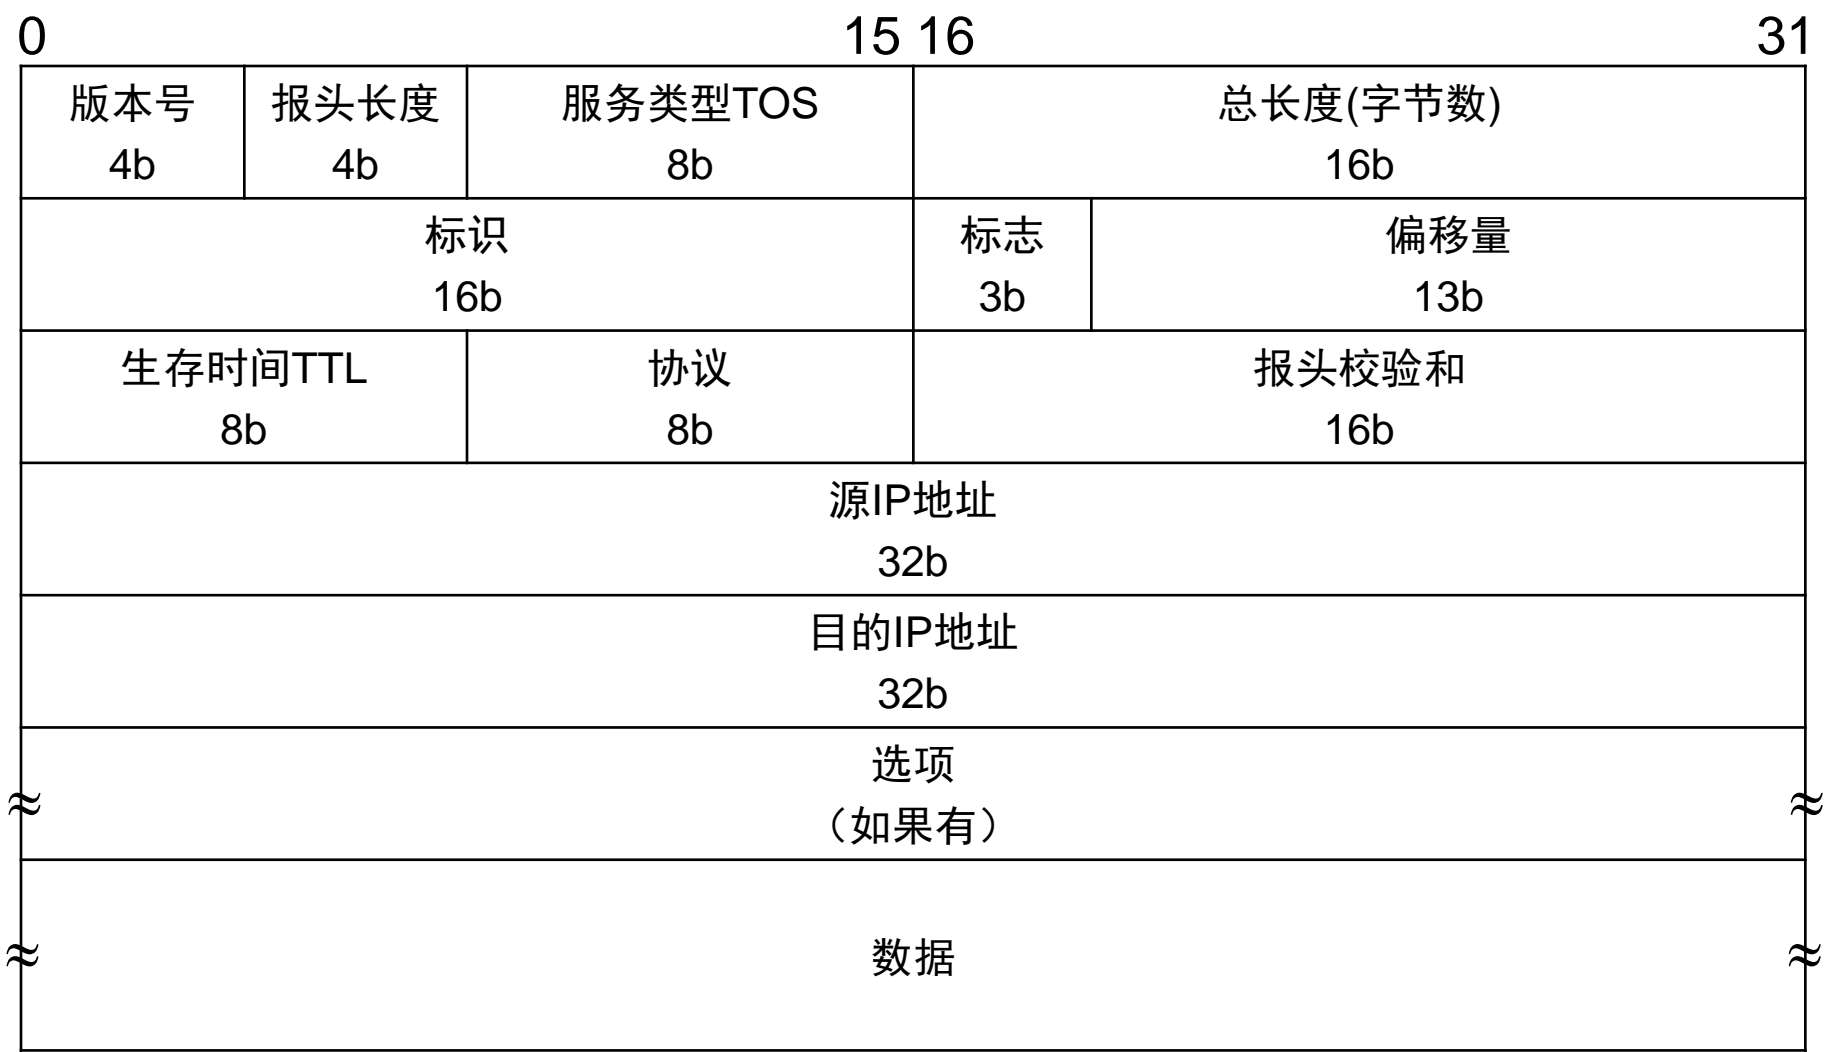 0 15 16 31
版本号 报头长度 服务类型TOS 总长度(字节数)
4b 4b 8b 16b
标识 标志 偏移量
16b 3b 13b
生存时间TTL 协议 报头校验和
8b 8b 16b
源IP地址
32b
目的IP地址
32b
选项
（如果有）
≈ ≈
数据
≈ ≈